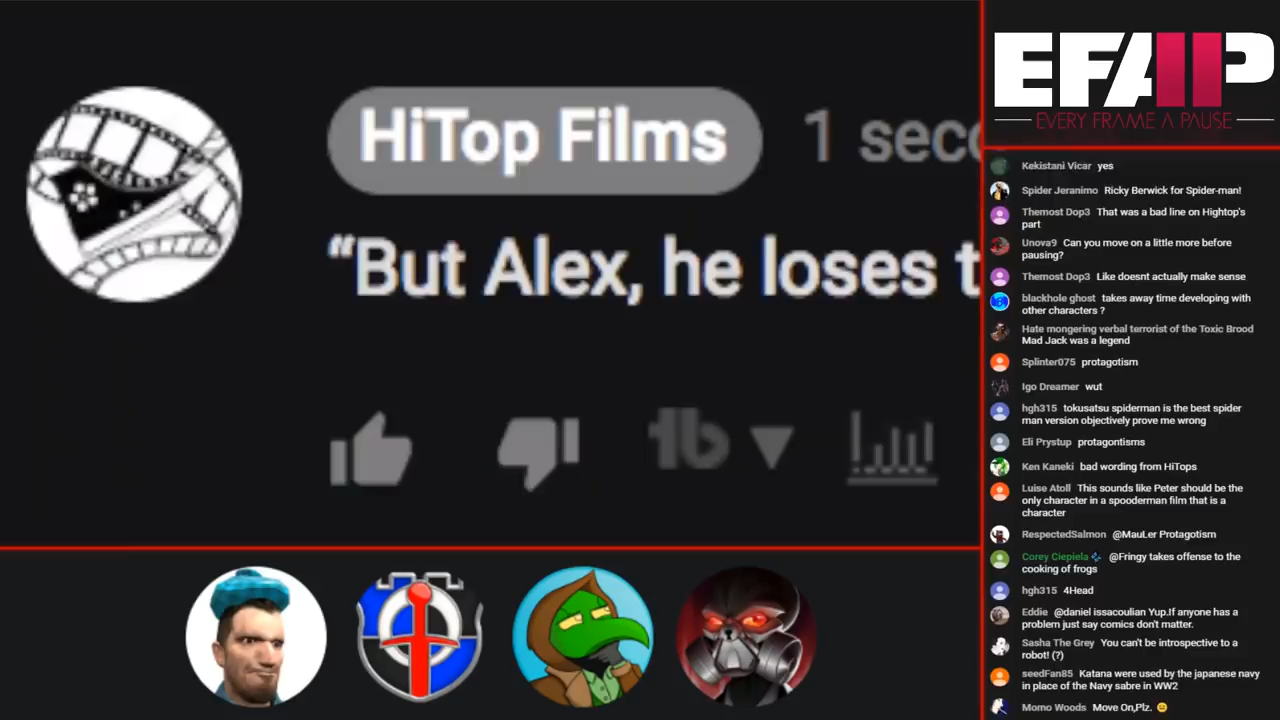 HiTop Films 1 sec
“But Alex, he loses t
EFAP
EVERY FRAME A PAUSE
Kekistani Vicar yes
Spider Jeranimo Ricky Berwick for Spider-man!
Themost Dop3 That was a bad line on Hightop's
part
Unova9 Can you move on a little more before
pausing?
Themost Dop3 Like doesnt actually make sense
blackhole ghost takes away time developing with
other characters ?
Hate mongering verbal terrorist of the Toxic Brood
Mad Jack was a legend
Splinter075 protagotism
Igo Dreamer wut
hgh315 tokusatsu spiderman is the best spider
man version objectively prove me wrong
Eli Prystup protagontisms
Ken Kaneki bad wording from HiTops
Luise Atoll This sounds like Peter should be the
only character in a spooderman film that is a
character
RespectedSalmon @MauLer Protagotism
Corey Ciepiela @Fringy takes offense to the
cooking of frogs
hgh315 4Head
Eddie @daniel issacoulian Yup.If anyone has a
problem just say comics don't matter.
Sasha The Grey You can't be introspective to a
robot! (?)
seedFan85 Katana were used by the japanese navy
in place of the Navy sabre in WW2
Momo Woods Move On,Plz. 😑